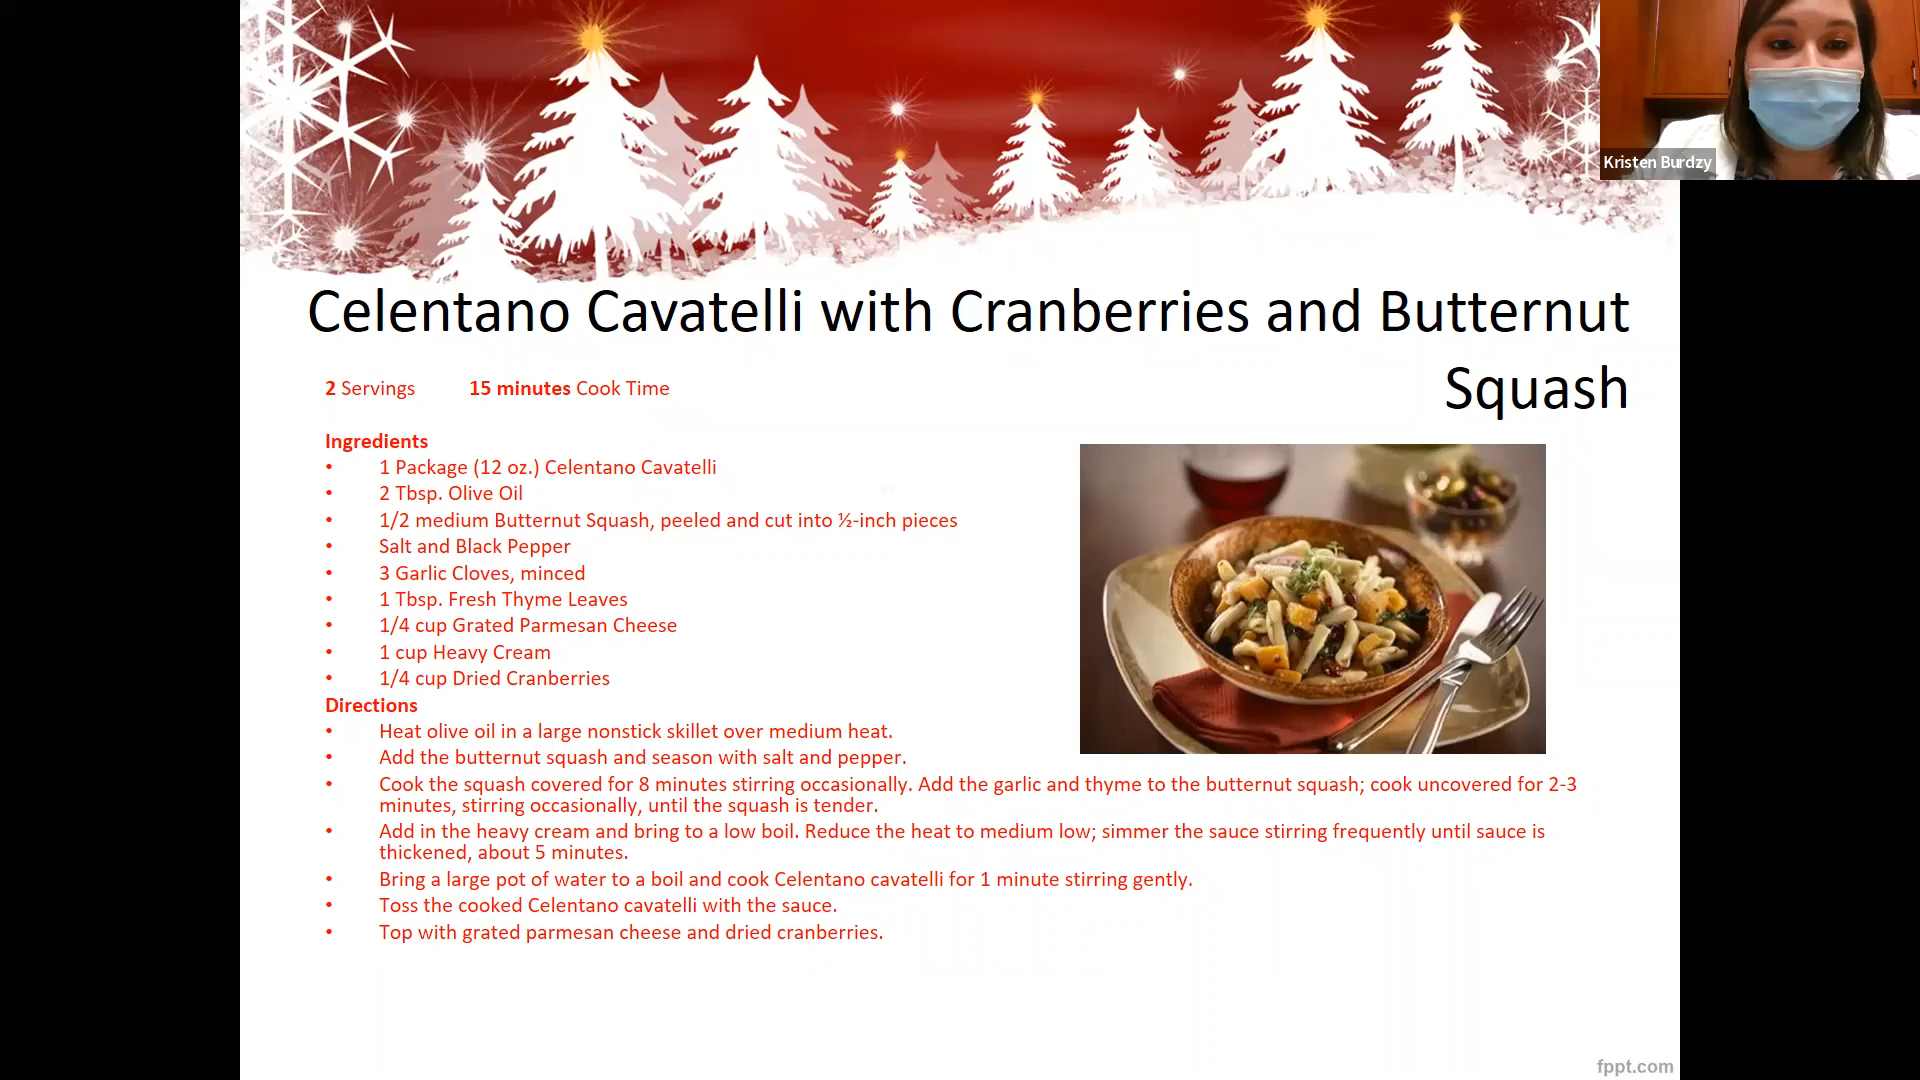 Kristen Burdzy
Celentano Cavatelli with Cranberries and Butternut
Squash
2 Servings 15 minutes Cook Time
Ingredients
• 1 Package (12 oz.) Celentano Cavatelli
• 2 Tbsp. Olive Oil
• 1/2 medium Butternut Squash, peeled and cut into ½-inch pieces
• Salt and Black Pepper
• 3 Garlic Cloves, minced
• 1 Tbsp. Fresh Thyme Leaves
• 1/4 cup Grated Parmesan Cheese
• 1 cup Heavy Cream
• 1/4 cup Dried Cranberries
Directions
• Heat olive oil in a large nonstick skillet over medium heat.
• Add the butternut squash and season with salt and pepper.
• Cook the squash covered for 8 minutes stirring occasionally. Add the garlic and thyme to the butternut squash; cook uncovered for 2-3
minutes, stirring occasionally, until the squash is tender.
• Add in the heavy cream and bring to a low boil. Reduce the heat to medium low; simmer the sauce stirring frequently until sauce is
thickened, about 5 minutes.
• Bring a large pot of water to a boil and cook Celentano cavatelli for 1 minute stirring gently.
• Toss the cooked Celentano cavatelli with the sauce.
• Top with grated parmesan cheese and dried cranberries.
fppt.com